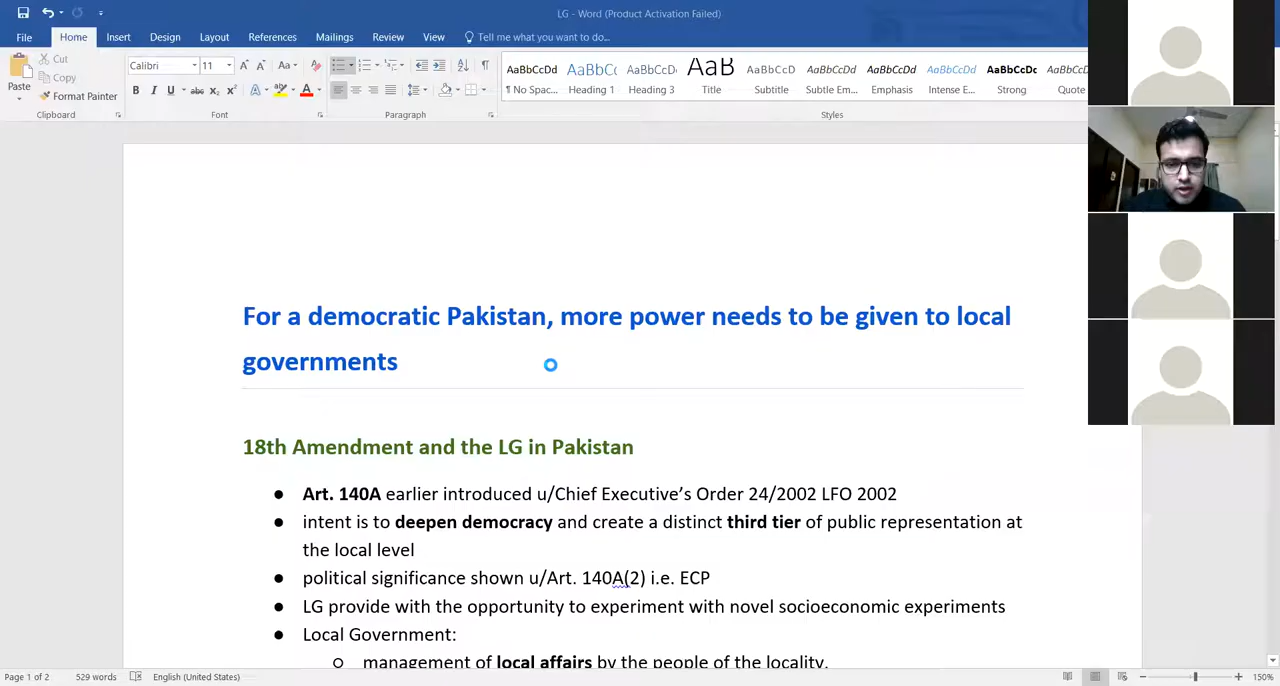 LG - Word (Product Activation Failed)
File Home Insert Design Layout References Mailings Review View Tell me what you want to do...
Paste
Cut
Copy
Format Painter
Calibri 11
B I U abc X₂ X²
AaBbCcDd AaBbC AaBbCcDd AaB AaBbCcD AaBbCcDd AaBbCcDd AaBbCcDd AaBbCcDc AaBbCcDd
¶ No Spac... Heading 1 Heading 3 Title Subtitle Subtle Em... Emphasis Intense E... Strong Quote
Clipboard Font Paragraph Styles
For a democratic Pakistan, more power needs to be given to local
governments
18th Amendment and the LG in Pakistan
● Art. 140A earlier introduced u/Chief Executive's Order 24/2002 LFO 2002
● intent is to deepen democracy and create a distinct third tier of public representation at
the local level
● political significance shown u/Art. 140A(2) i.e. ECP
● LG provide with the opportunity to experiment with novel socioeconomic experiments
● Local Government:
○ management of local affairs by the people of the locality.
Page 1 of 2 529 words English (United States) 150%